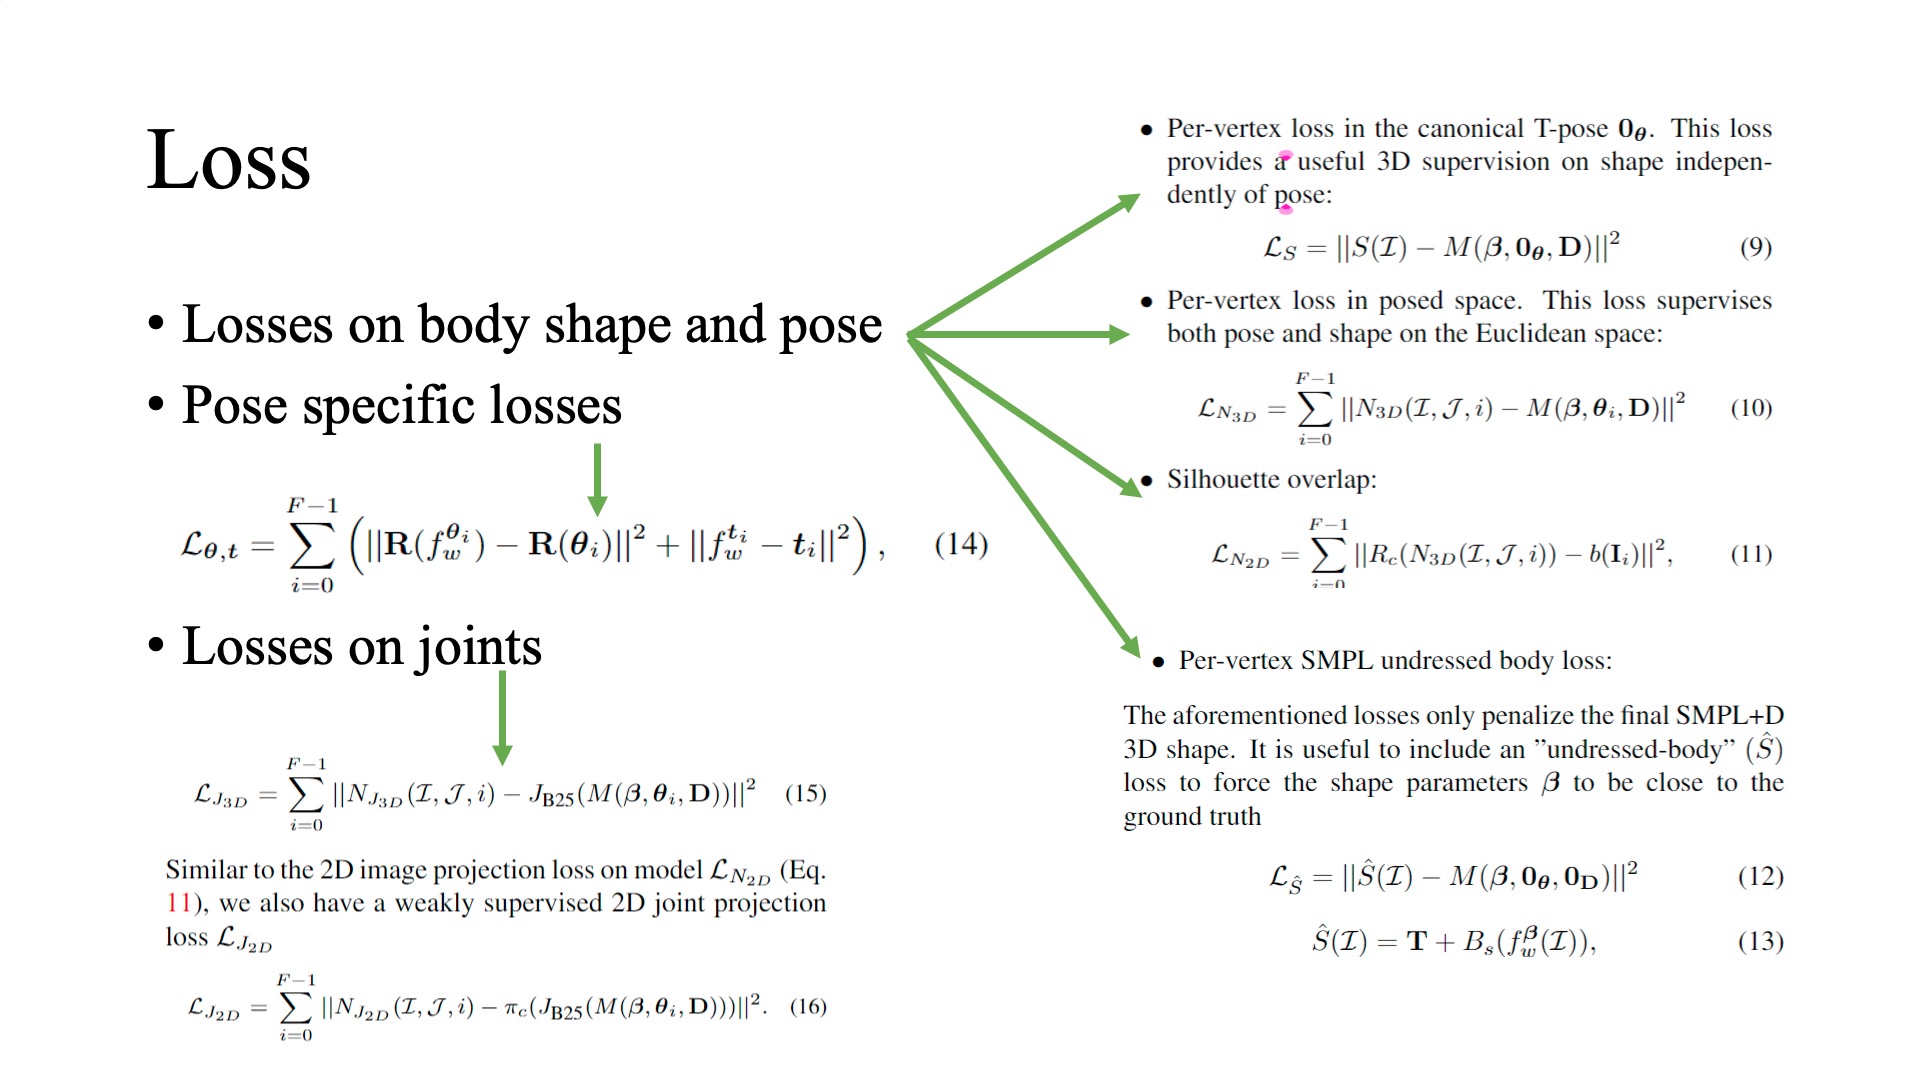 Loss
• Losses on body shape and pose
• Pose specific losses
$\mathcal{L}_{\boldsymbol{\theta},\boldsymbol{t}} = \sum_{i=0}^{F-1} \left( ||\mathbf{R}(f_w^{\boldsymbol{\theta}_i}) - \mathbf{R}(\boldsymbol{\theta}_i)||^2 + ||f_w^{\boldsymbol{t}_i} - \boldsymbol{t}_i||^2 \right),$ (14)
• Losses on joints
$\mathcal{L}_{J_{3D}} = \sum_{i=0}^{F-1} ||N_{J_{3D}}(\mathcal{I}, \mathcal{J}, i) - J_{\text{B25}}(M(\boldsymbol{\beta}, \boldsymbol{\theta}_i, \mathbf{D}))||^2$ (15)
Similar to the 2D image projection loss on model $\mathcal{L}_{N_{2D}}$ (Eq.
11), we also have a weakly supervised 2D joint projection
loss $\mathcal{L}_{J_{2D}}$
$\mathcal{L}_{J_{2D}} = \sum_{i=0}^{F-1} ||N_{J_{2D}}(\mathcal{I}, \mathcal{J}, i) - \pi_c(J_{\text{B25}}(M(\boldsymbol{\beta}, \boldsymbol{\theta}_i, \mathbf{D})))||^2.$ (16)
• Per-vertex loss in the canonical T-pose $\mathbf{0}_{\boldsymbol{\theta}}$. This loss
provides a useful 3D supervision on shape indepen-
dently of pose:
$\mathcal{L}_S = ||S(\mathcal{I}) - M(\boldsymbol{\beta}, \mathbf{0}_{\boldsymbol{\theta}}, \mathbf{D})||^2$ (9)
• Per-vertex loss in posed space. This loss supervises
both pose and shape on the Euclidean space:
$\mathcal{L}_{N_{3D}} = \sum_{i=0}^{F-1} ||N_{3D}(\mathcal{I}, \mathcal{J}, i) - M(\boldsymbol{\beta}, \boldsymbol{\theta}_i, \mathbf{D})||^2$ (10)
• Silhouette overlap:
$\mathcal{L}_{N_{2D}} = \sum_{i=0}^{F-1} ||R_c(N_{3D}(\mathcal{I}, \mathcal{J}, i)) - b(\mathbf{I}_i)||^2,$ (11)
• Per-vertex SMPL undressed body loss:
The aforementioned losses only penalize the final SMPL+D
3D shape. It is useful to include an ”undressed-body” ($\hat{S}$)
loss to force the shape parameters $\boldsymbol{\beta}$ to be close to the
ground truth
$\mathcal{L}_{\hat{S}} = ||\hat{S}(\mathcal{I}) - M(\boldsymbol{\beta}, \mathbf{0}_{\boldsymbol{\theta}}, \mathbf{0}_{\mathbf{D}})||^2$ (12)
$\hat{S}(\mathcal{I}) = \mathbf{T} + B_s(f_w^{\boldsymbol{\beta}}(\mathcal{I})),$ (13)